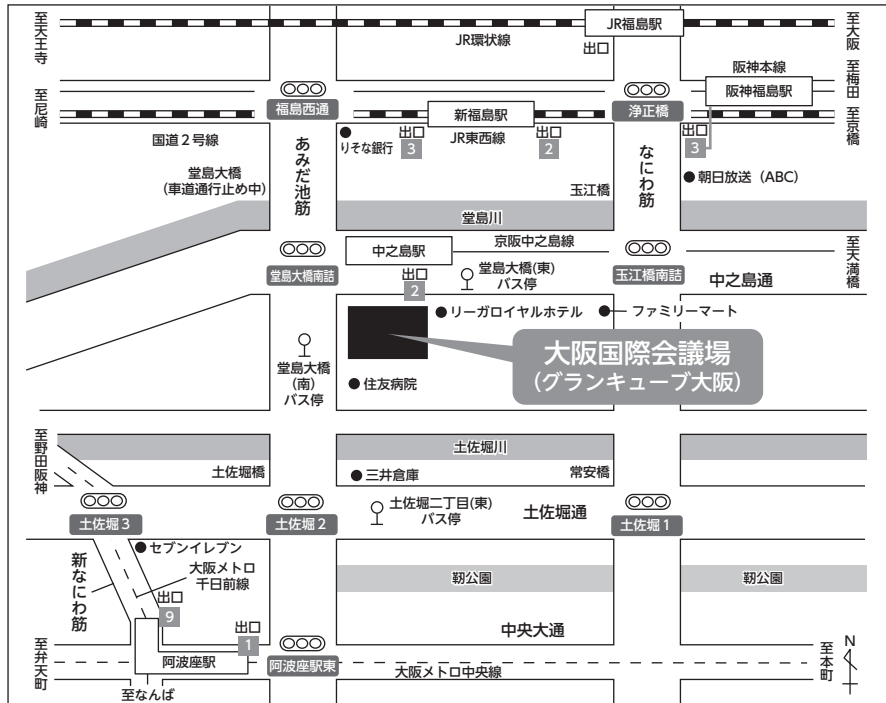 至天王寺
JR環状線
JR福島駅
出口
至大阪
阪神本線
至梅田
阪神福島駅
至尼崎
福島西通
新福島駅
浄正橋
至京橋
国道2号線
りそな銀行
出口
3
JR東西線
出口
2
出口
3
あみだ池筋
なにわ筋
堂島大橋
(車道通行止め中)
玉江橋
朝日放送(ABC)
堂島川
中之島駅
京阪中之島線
至天満橋
堂島大橋南詰
出口
2
堂島大橋(東)
バス停
玉江橋南詰
中之島通
リーガロイヤルホテル
ファミリーマート
大阪国際会議場
(グランキューブ大阪)
堂島大橋
(南)
バス停
住友病院
至野田阪神
土佐堀川
土佐堀橋
三井倉庫
常安橋
土佐堀3
土佐堀2
土佐堀二丁目(東)
バス停
土佐堀通
土佐堀1
セブンイレブン
大阪メトロ
千日前線
新なにわ筋
靭公園
靭公園
出口
9
出口
1
中央大通
至弁天町
阿波座駅
阿波座駅東
大阪メトロ中央線
至本町
N
至なんば